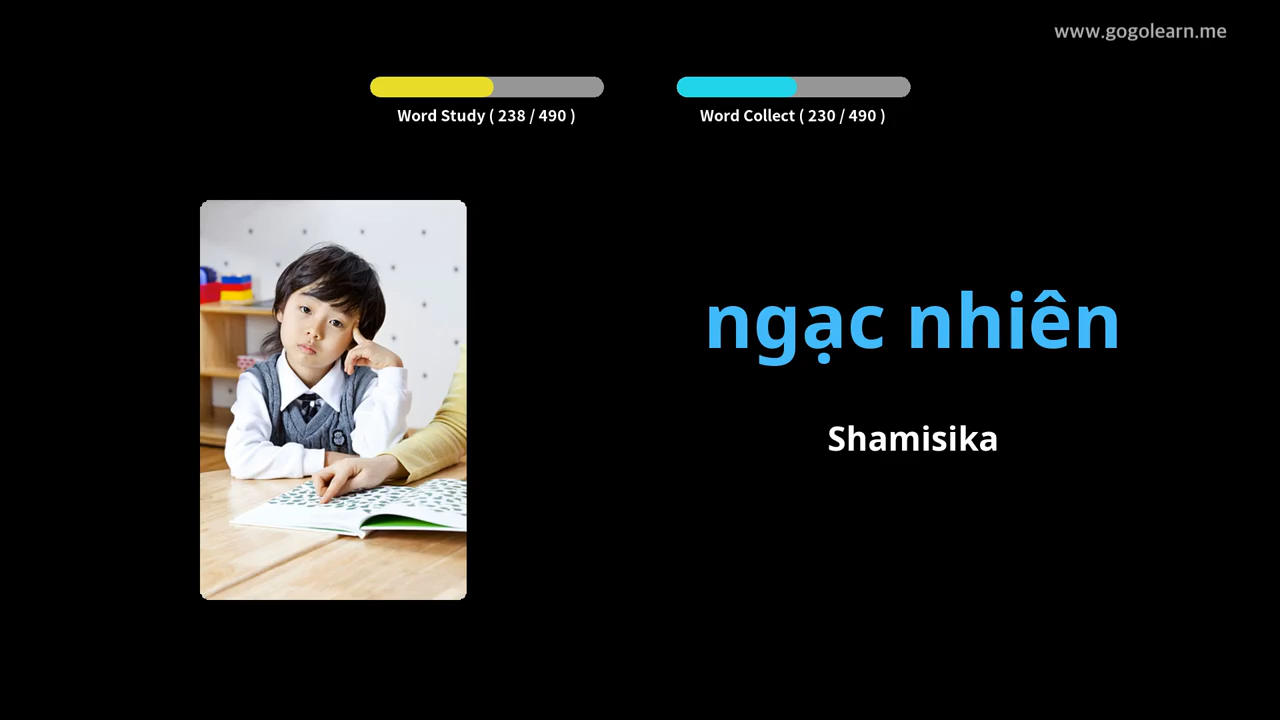 www.gogolearn.me
Word Study ( 238 / 490 )
Word Collect ( 230 / 490 )
ngạc nhiên
Shamisika